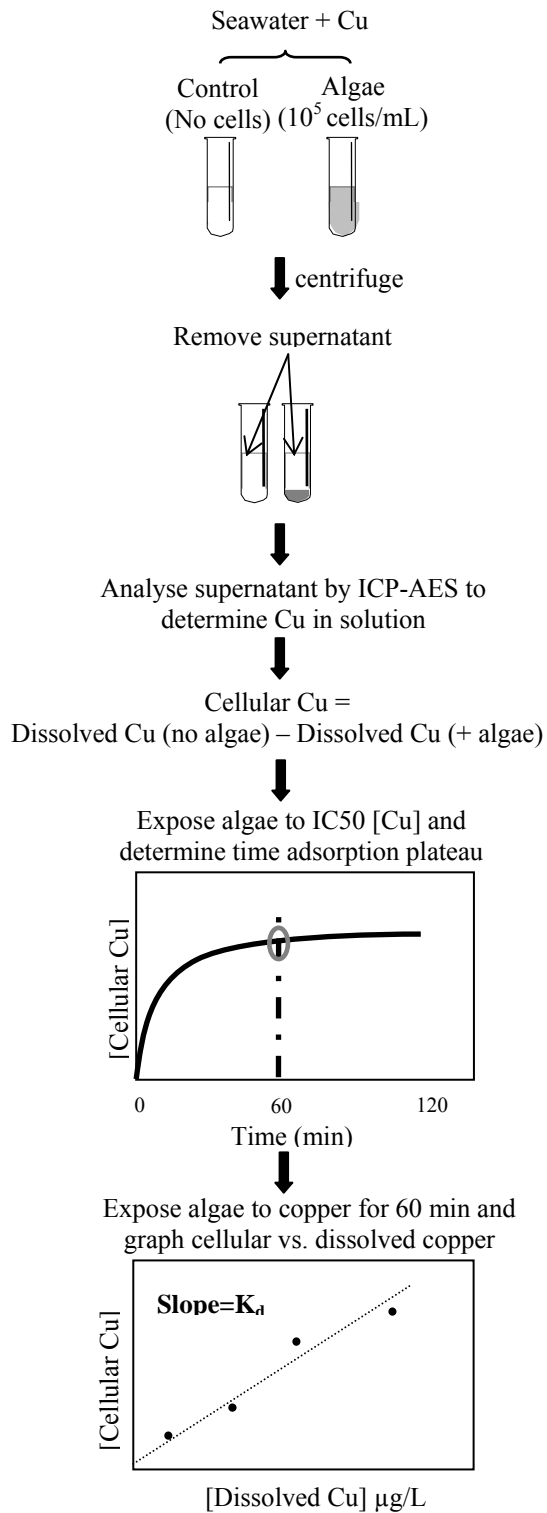 Seawater + Cu
Control
(No cells)
Algae
(10⁵ cells/mL)
centrifuge
Remove supernatant
Analyse supernatant by ICP-AES to
determine Cu in solution
Cellular Cu =
Dissolved Cu (no algae) – Dissolved Cu (+ algae)
Expose algae to IC50 [Cu] and
determine time adsorption plateau
[Cellular Cu]
0 60 120
Time (min)
Expose algae to copper for 60 min and
graph cellular vs. dissolved copper
Slope=K_d
[Cellular Cu]
[Dissolved Cu] µg/L